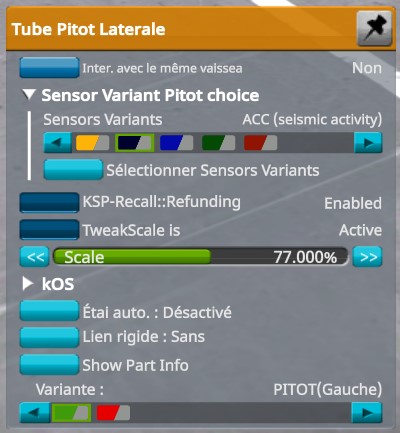 Tube Pitot Laterale
Inter. avec le même vaissea Non
Sensor Variant Pitot choice
Sensors Variants ACC (seismic activity)
Sélectionner Sensors Variants
KSP-Recall::Refunding Enabled
TweakScale is Active
<< Scale 77.000% >>
kOS
Étai auto. : Désactivé
Lien rigide : Sans
Show Part Info
Variante : PITOT(Gauche)